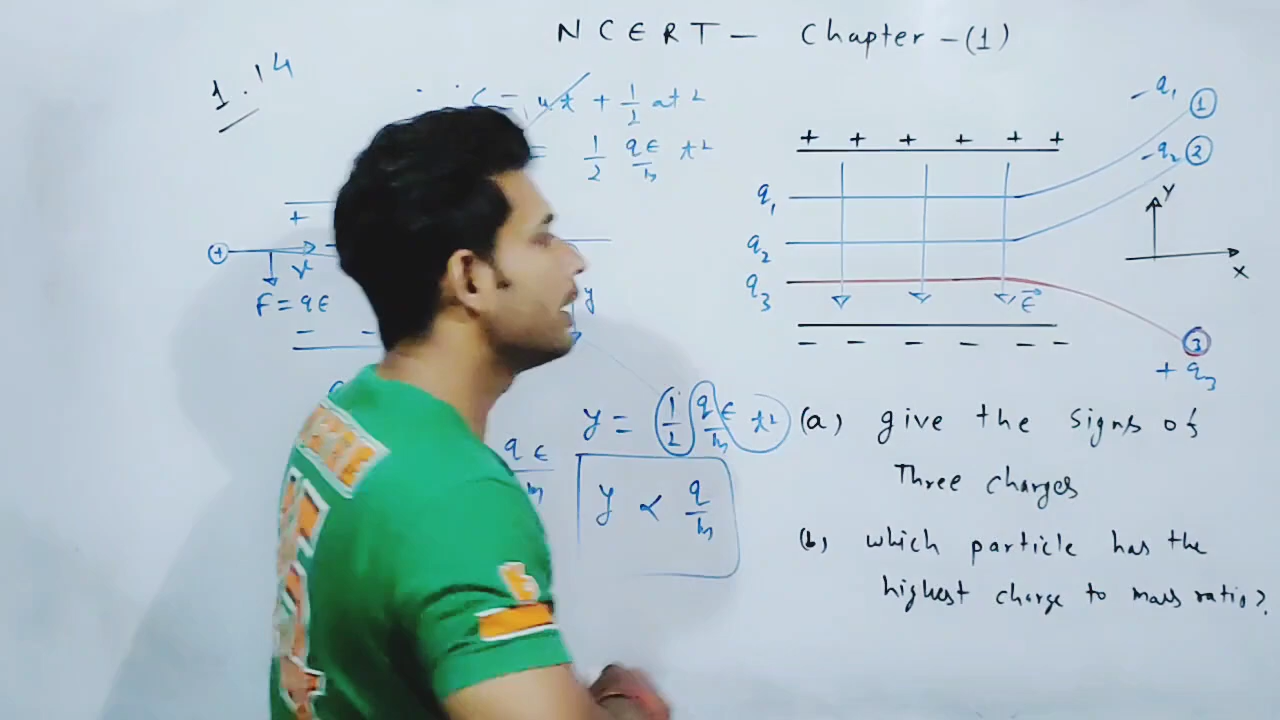 NCERT - Chapter -(1)
1.14
s = ut + 1/2 at²
= 1/2 qE/m t²
+
+
v
F = qE
- -
y
qE/m
y = 1/2 qE/m t²
y ∝ q/m
+ + + + + +
q₁
q₂
q₃
E⃗
- - - - - -
-q₁ ①
-q₂ ②
Y
X
③
+q₃
(a) give the signs of
Three charges
(b) which particle has the
highest charge to mass ratio?